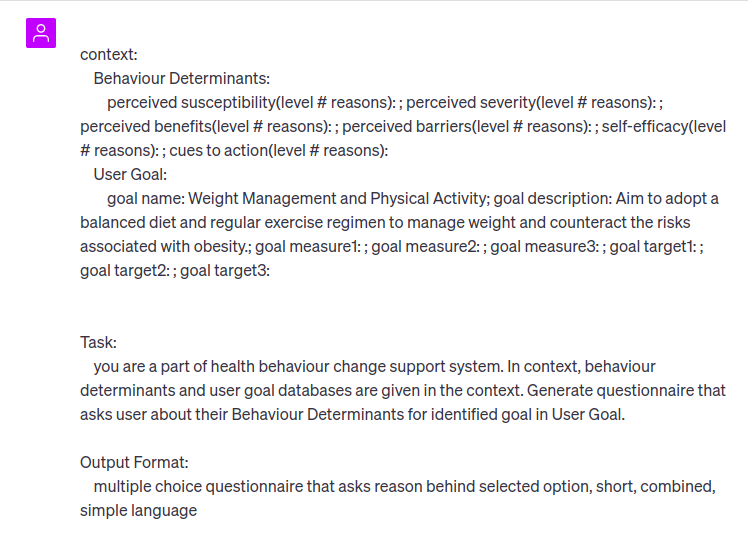 context:
Behaviour Determinants:
perceived susceptibility(level # reasons): ; perceived severity(level # reasons): ;
perceived benefits(level # reasons): ; perceived barriers(level # reasons): ; self-efficacy(level
# reasons): ; cues to action(level # reasons):
User Goal:
goal name: Weight Management and Physical Activity; goal description: Aim to adopt a
balanced diet and regular exercise regimen to manage weight and counteract the risks
associated with obesity.; goal measure1: ; goal measure2: ; goal measure3: ; goal target1: ;
goal target2: ; goal target3:
Task:
you are a part of health behaviour change support system. In context, behaviour
determinants and user goal databases are given in the context. Generate questionnaire that
asks user about their Behaviour Determinants for identified goal in User Goal.
Output Format:
multiple choice questionnaire that asks reason behind selected option, short, combined,
simple language